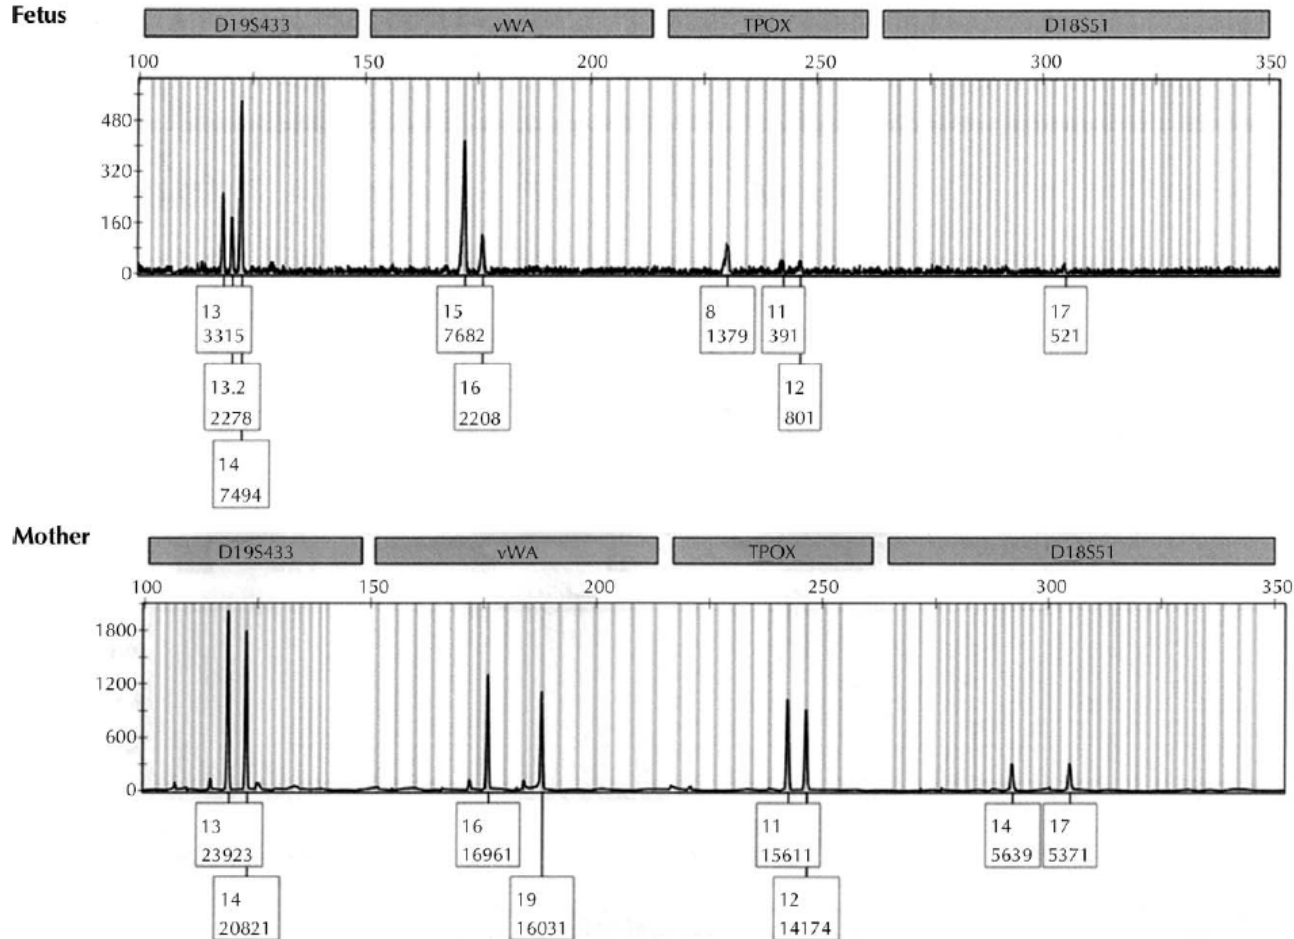 Fetus
D19S433 vWA TPOX D18S51
100 150 200 250 300 350
480
320
160
0
13 15 8 11 17
3315 7682 1379 391 521
13.2 16 12
2278 2208 801
14
7494
Mother
D19S433 vWA TPOX D18S51
100 150 200 250 300 350
1800
1200
600
0
13 16 11 14 17
23923 16961 15611 5639 5371
14 19 12
20821 16031 14174